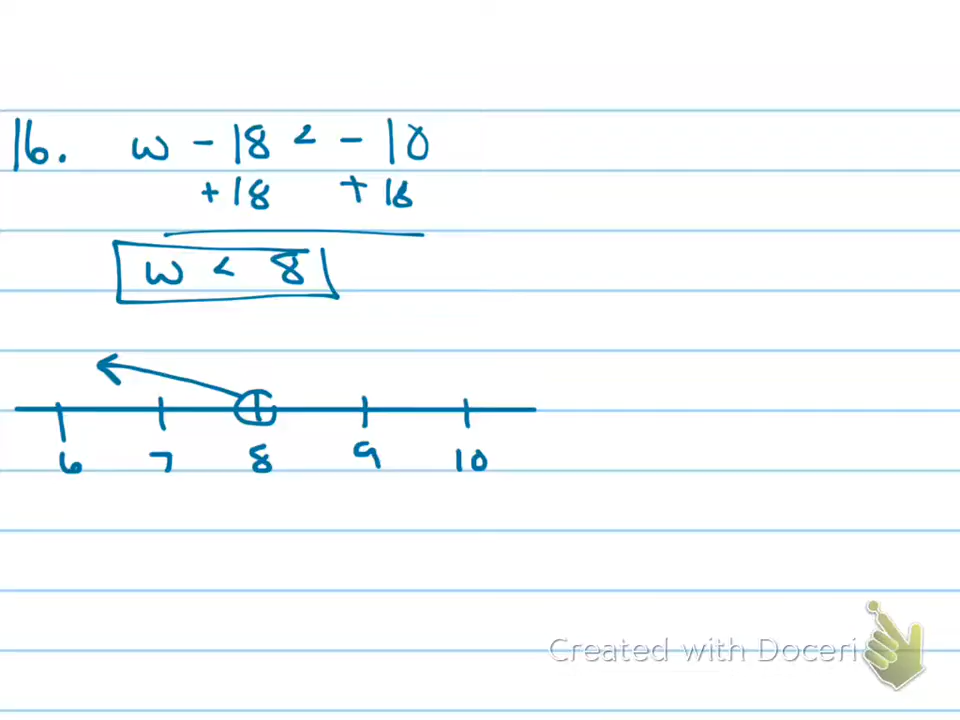 16. w - 18 < - 10
+ 18 + 18
w < 8
6 7 8 9 10
Created with Doceri